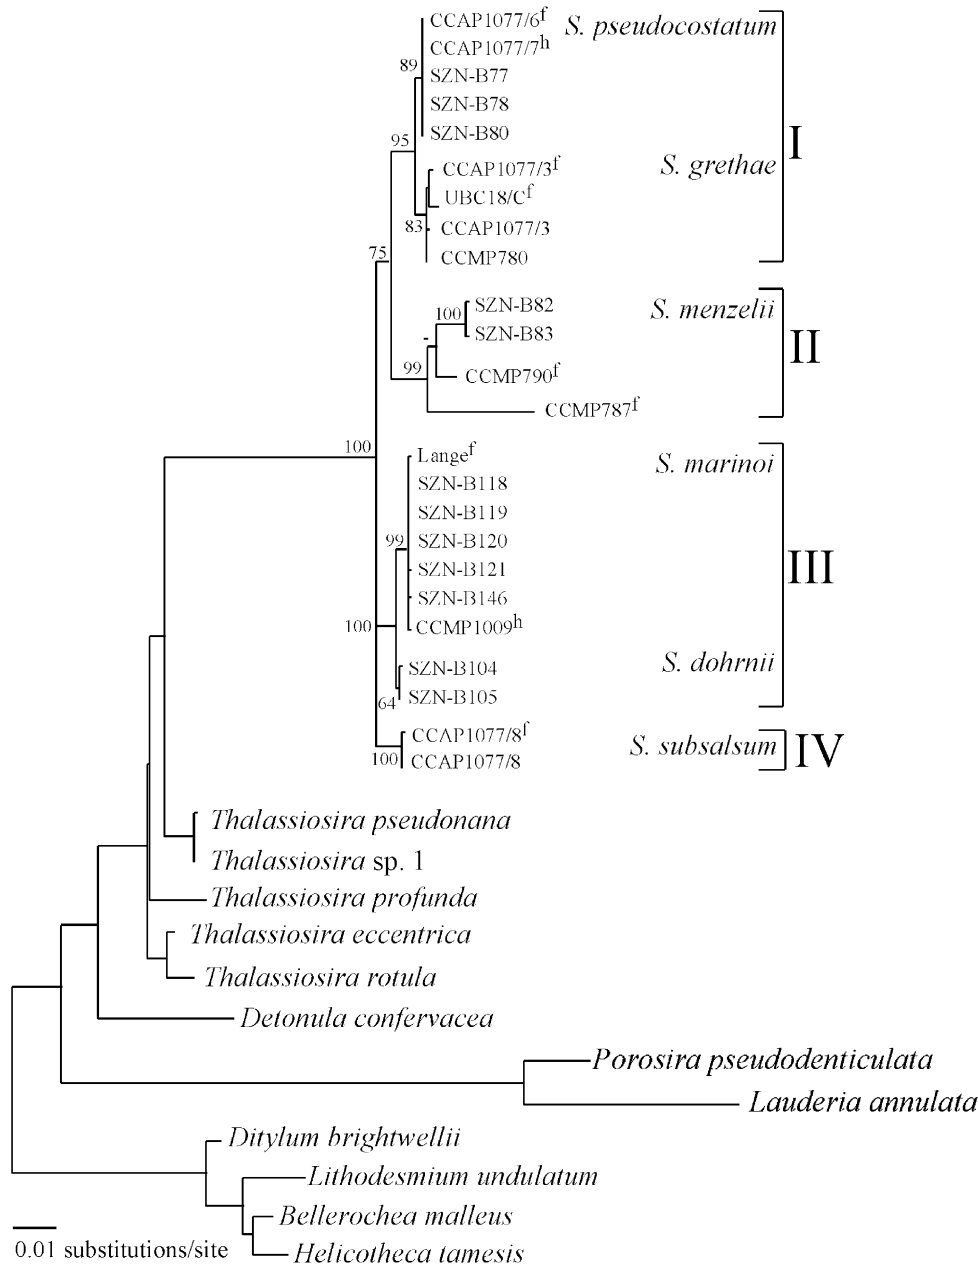 CCAP1077/6f S. pseudocostatum
CCAP1077/7h
89
SZN-B77
SZN-B78
SZN-B80
95
I
CCAP1077/3f S. grethae
UBC18/Cf
83 CCAP1077/3
75 CCMP780
100 SZN-B82 S. menzelii
SZN-B83
-
II
99 CCMP790f
CCMP787f
100 Langef S. marinoi
SZN-B118
SZN-B119
99 SZN-B120
SZN-B121
III
SZN-B146
100 CCMP1009h
SZN-B104 S. dohrnii
64 SZN-B105
CCAP1077/8f S. subsalsum IV
100 CCAP1077/8
Thalassiosira pseudonana
Thalassiosira sp. 1
Thalassiosira profunda
Thalassiosira eccentrica
Thalassiosira rotula
Detonula confervacea
Porosira pseudodenticulata
Lauderia annulata
Ditylum brightwellii
Lithodesmium undulatum
Bellerochea malleus
0.01 substitutions/site
Helicotheca tamesis